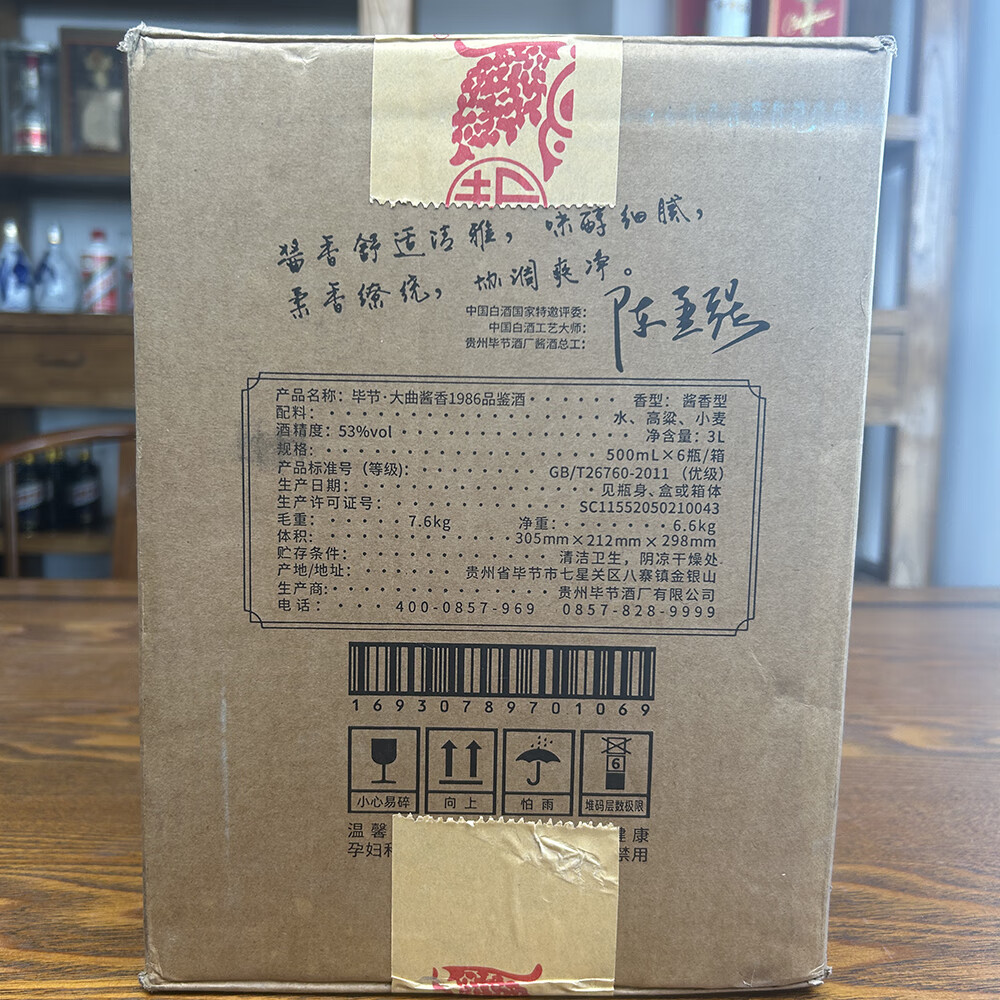 酱香舒适洁雅，味醇细腻，
柔香缭绕，协调爽净。
中国白酒国家特邀评委：
中国白酒工艺大师：
贵州毕节酒厂酱酒总工：
陈孟强
产品名称：毕节·大曲酱香1986品鉴酒·····香型：酱香型
配料：················水、高粱、小麦
酒精度：53%vol················净含量：3L
规格：················500mL×6瓶/箱
产品标准号（等级）：········GB/T26760-2011（优级）
生产日期：················见瓶身、盒或箱体
生产许可证号：············SC11552050210043
毛重：·····7.6kg 净重：·······6.6kg
体积：············305mm×212mm×298mm
贮存条件：············清洁卫生，阴凉干燥处
产地/地址：······贵州省毕节市七星关区八寨镇金银山
生产商：············贵州毕节酒厂有限公司
电话：···400-0857-969 0857-828-9999
16930789701069
6
小心易碎 向上 怕雨 堆码层数极限
温馨 健康
孕妇和 禁用